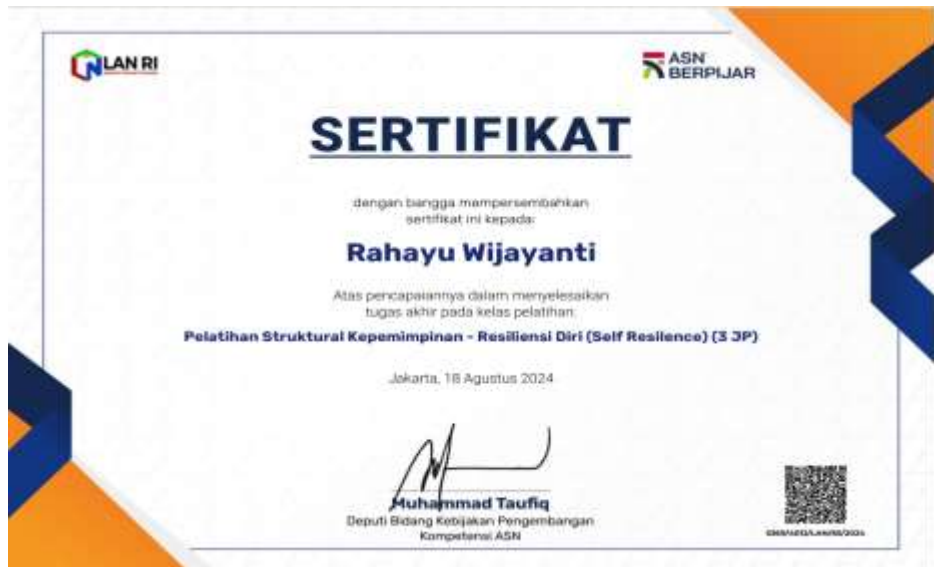 LAN RI
ASN
BERPIJAR
SERTIFIKAT
dengan bangga mempersembahkan
sertifikat ini kepada:
Rahayu Wijayanti
Atas pencapaiannya dalam menyelesaikan
tugas akhir pada kelas pelatihan:
Pelatihan Struktural Kepemimpinan - Resiliensi Diri (Self Resilence) (3 JP)
Jakarta, 18 Agustus 2024
Muhammad Taufiq
Deputi Bidang Kebijakan Pengembangan
Kompetensi ASN